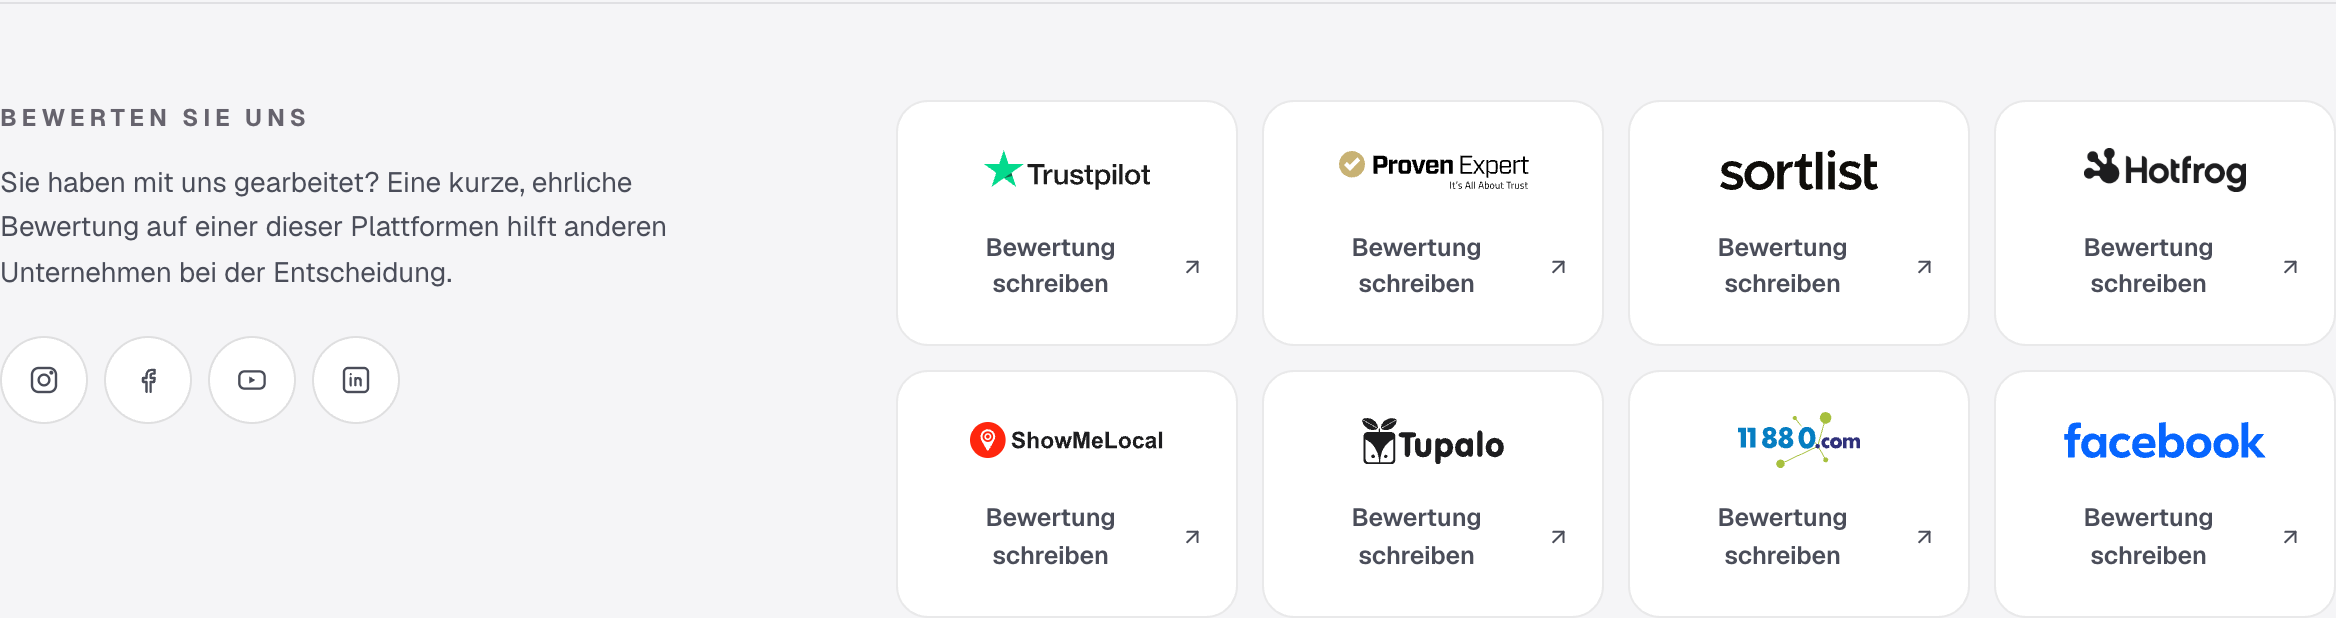 BEWERTEN SIE UNS
Sie haben mit uns gearbeitet? Eine kurze, ehrliche
Bewertung auf einer dieser Plattformen hilft anderen
Unternehmen bei der Entscheidung.
in
Trustpilot
Bewertung
schreiben
Proven Expert
It's All About Trust
Bewertung
schreiben
sortlist
Bewertung
schreiben
Hotfrog
Bewertung
schreiben
ShowMeLocal
Bewertung
schreiben
Tupalo
Bewertung
schreiben
11880.com
Bewertung
schreiben
facebook
Bewertung
schreiben